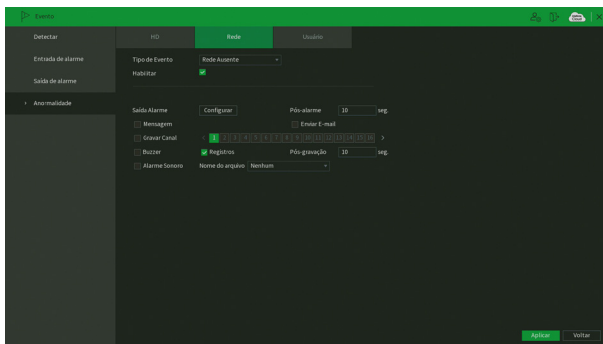 Evento
Detectar
HD Rede Usuário
Entrada de alarme
Tipo de Evento Rede Ausente
Habilitar
Saída de alarme
Anormalidade
Saída Alarme Configurar Pós-alarme 10 seg.
Mensagem Enviar E-mail
Gravar Canal < 1 2 3 4 5 6 7 8 9 10 11 12 13 14 15 16 >
Buzzer Registros Pós-gravação 10 seg.
Alarme Sonoro Nome do arquivo Nenhum
Aplicar Voltar